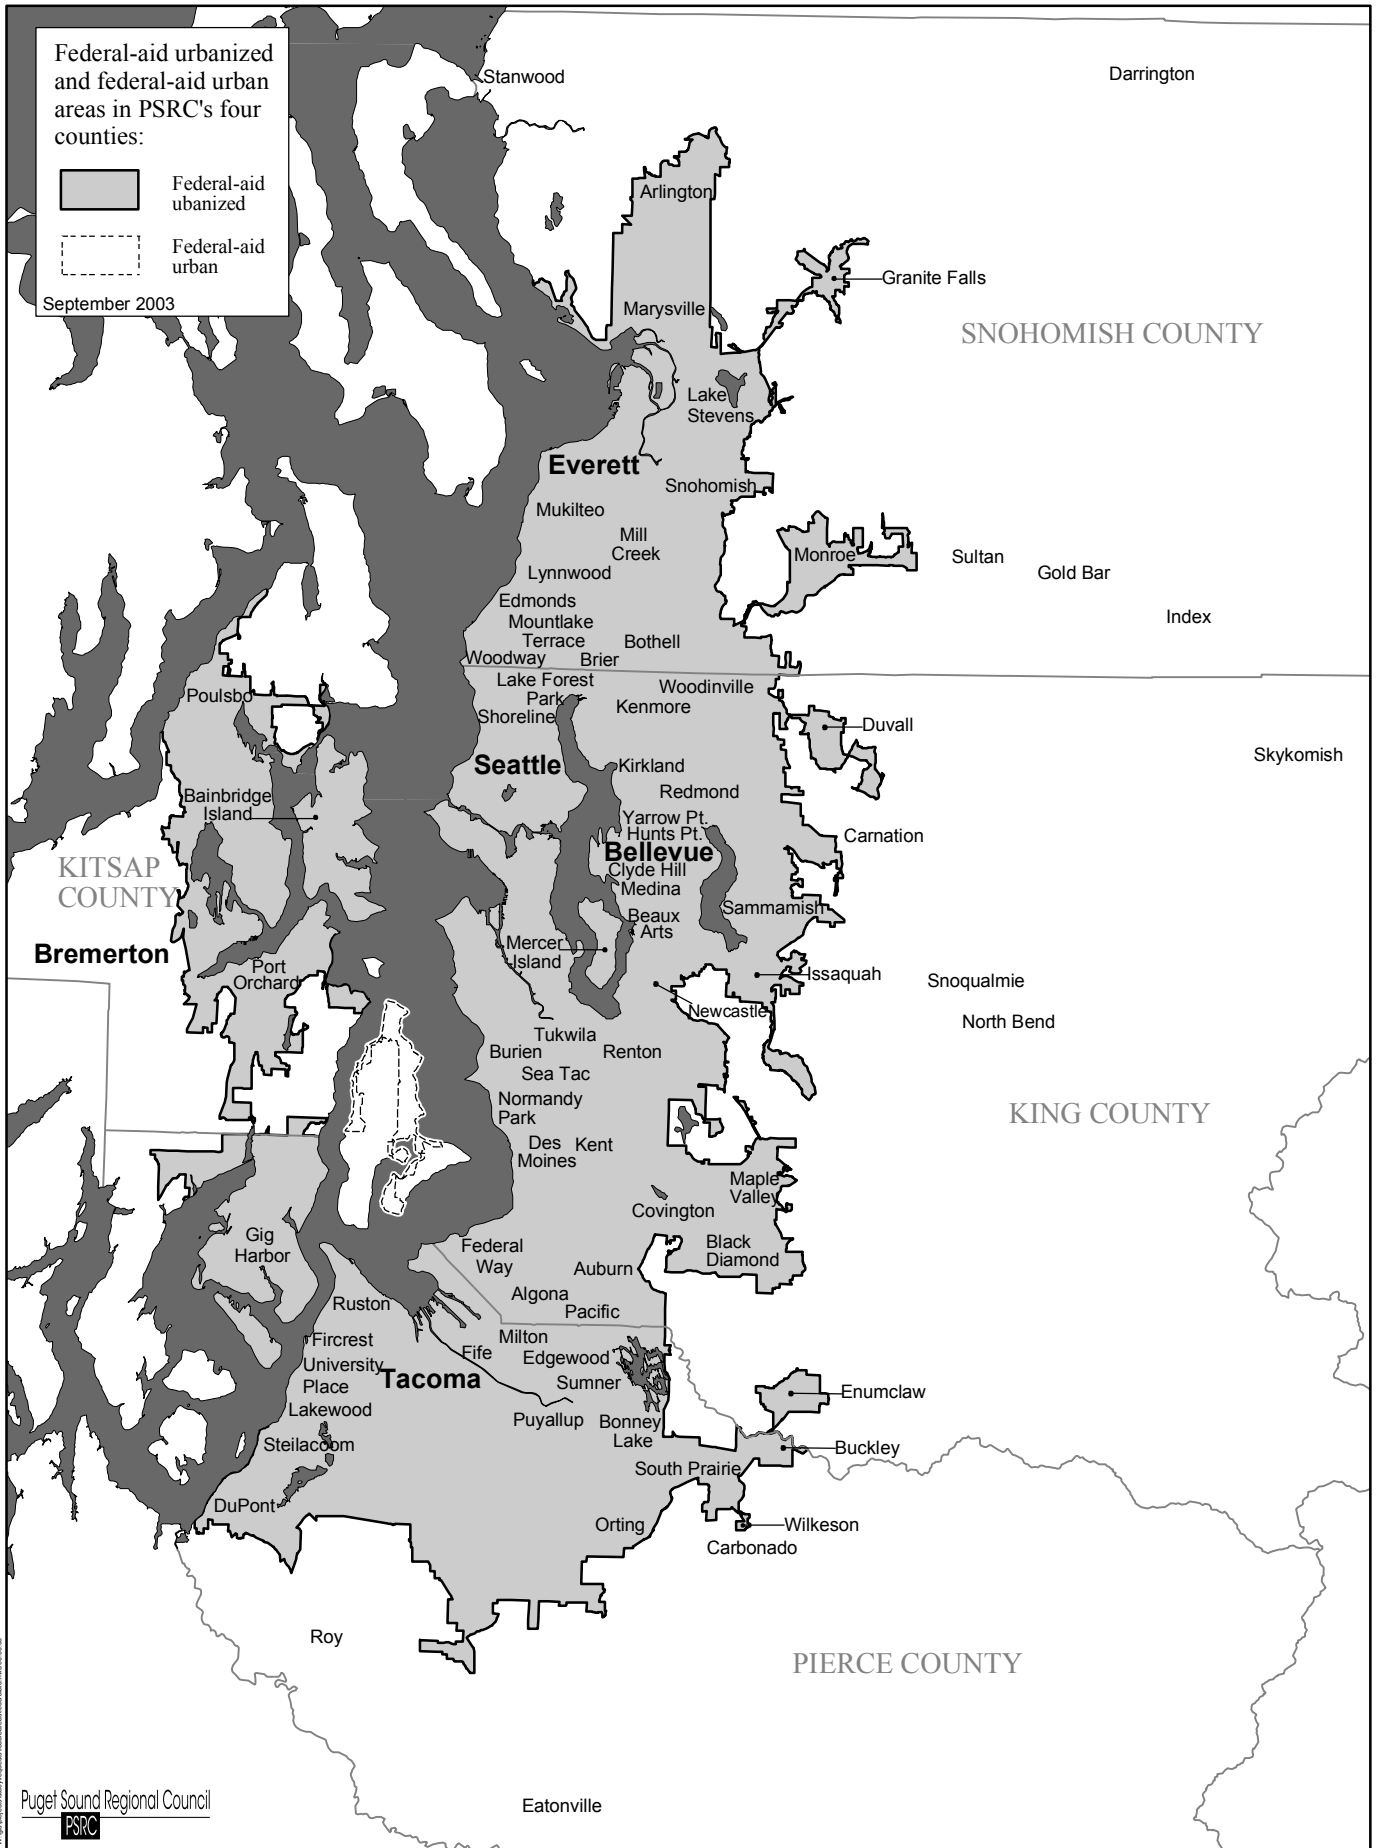 Federal-aid urbanized
and federal-aid urban
areas in PSRC's four
counties:
Federal-aid
ubanized
Federal-aid
urban
September 2003
Stanwood
Darrington
Arlington
Granite Falls
Marysville
SNOHOMISH COUNTY
Lake
Stevens
Everett
Snohomish
Mukilteo
Mill
Creek
Monroe
Sultan
Gold Bar
Lynnwood
Index
Edmonds
Mountlake
Terrace
Bothell
Woodway
Brier
Lake Forest
Park
Woodinville
Poulsbo
Kenmore
Shoreline
Duvall
Skykomish
Seattle
Kirkland
Redmond
Bainbridge
Island
Yarrow Pt.
Hunts Pt.
Carnation
Bellevue
KITSAP
COUNTY
Clyde Hill
Medina
Sammamish
Beaux
Arts
Bremerton
Mercer
Island
Port
Orchard
Issaquah
Snoqualmie
Newcastle
North Bend
Tukwila
Burien
Renton
Sea Tac
Normandy
Park
KING COUNTY
Des
Moines
Kent
Maple
Valley
Covington
Gig
Harbor
Federal
Way
Black
Diamond
Auburn
Algona
Pacific
Ruston
Fircrest
Milton
Fife
Edgewood
University
Place
Tacoma
Sumner
Enumclaw
Lakewood
Puyallup
Bonney
Lake
Steilacoom
Buckley
South Prairie
DuPont
Orting
Wilkeson
Carbonado
Roy
PIERCE COUNTY
Eatonville
Puget Sound Regional Council
PSRC